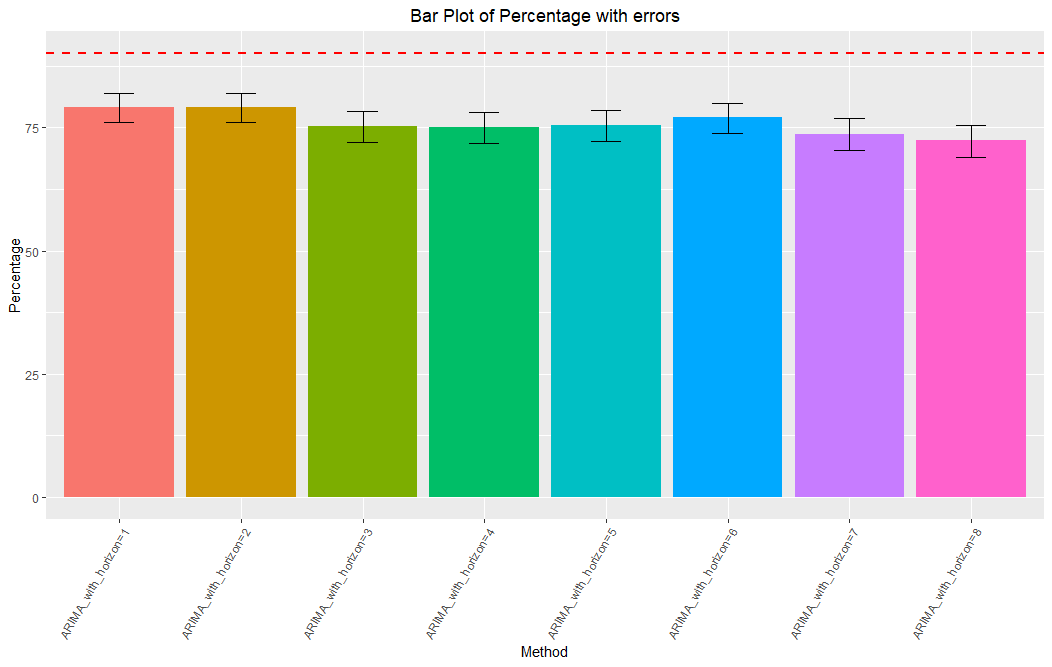 Bar Plot of Percentage with errors
Percentage
75
50
25
0
ARIMA_with_horizon=1
ARIMA_with_horizon=2
ARIMA_with_horizon=3
ARIMA_with_horizon=4
ARIMA_with_horizon=5
ARIMA_with_horizon=6
ARIMA_with_horizon=7
ARIMA_with_horizon=8
Method